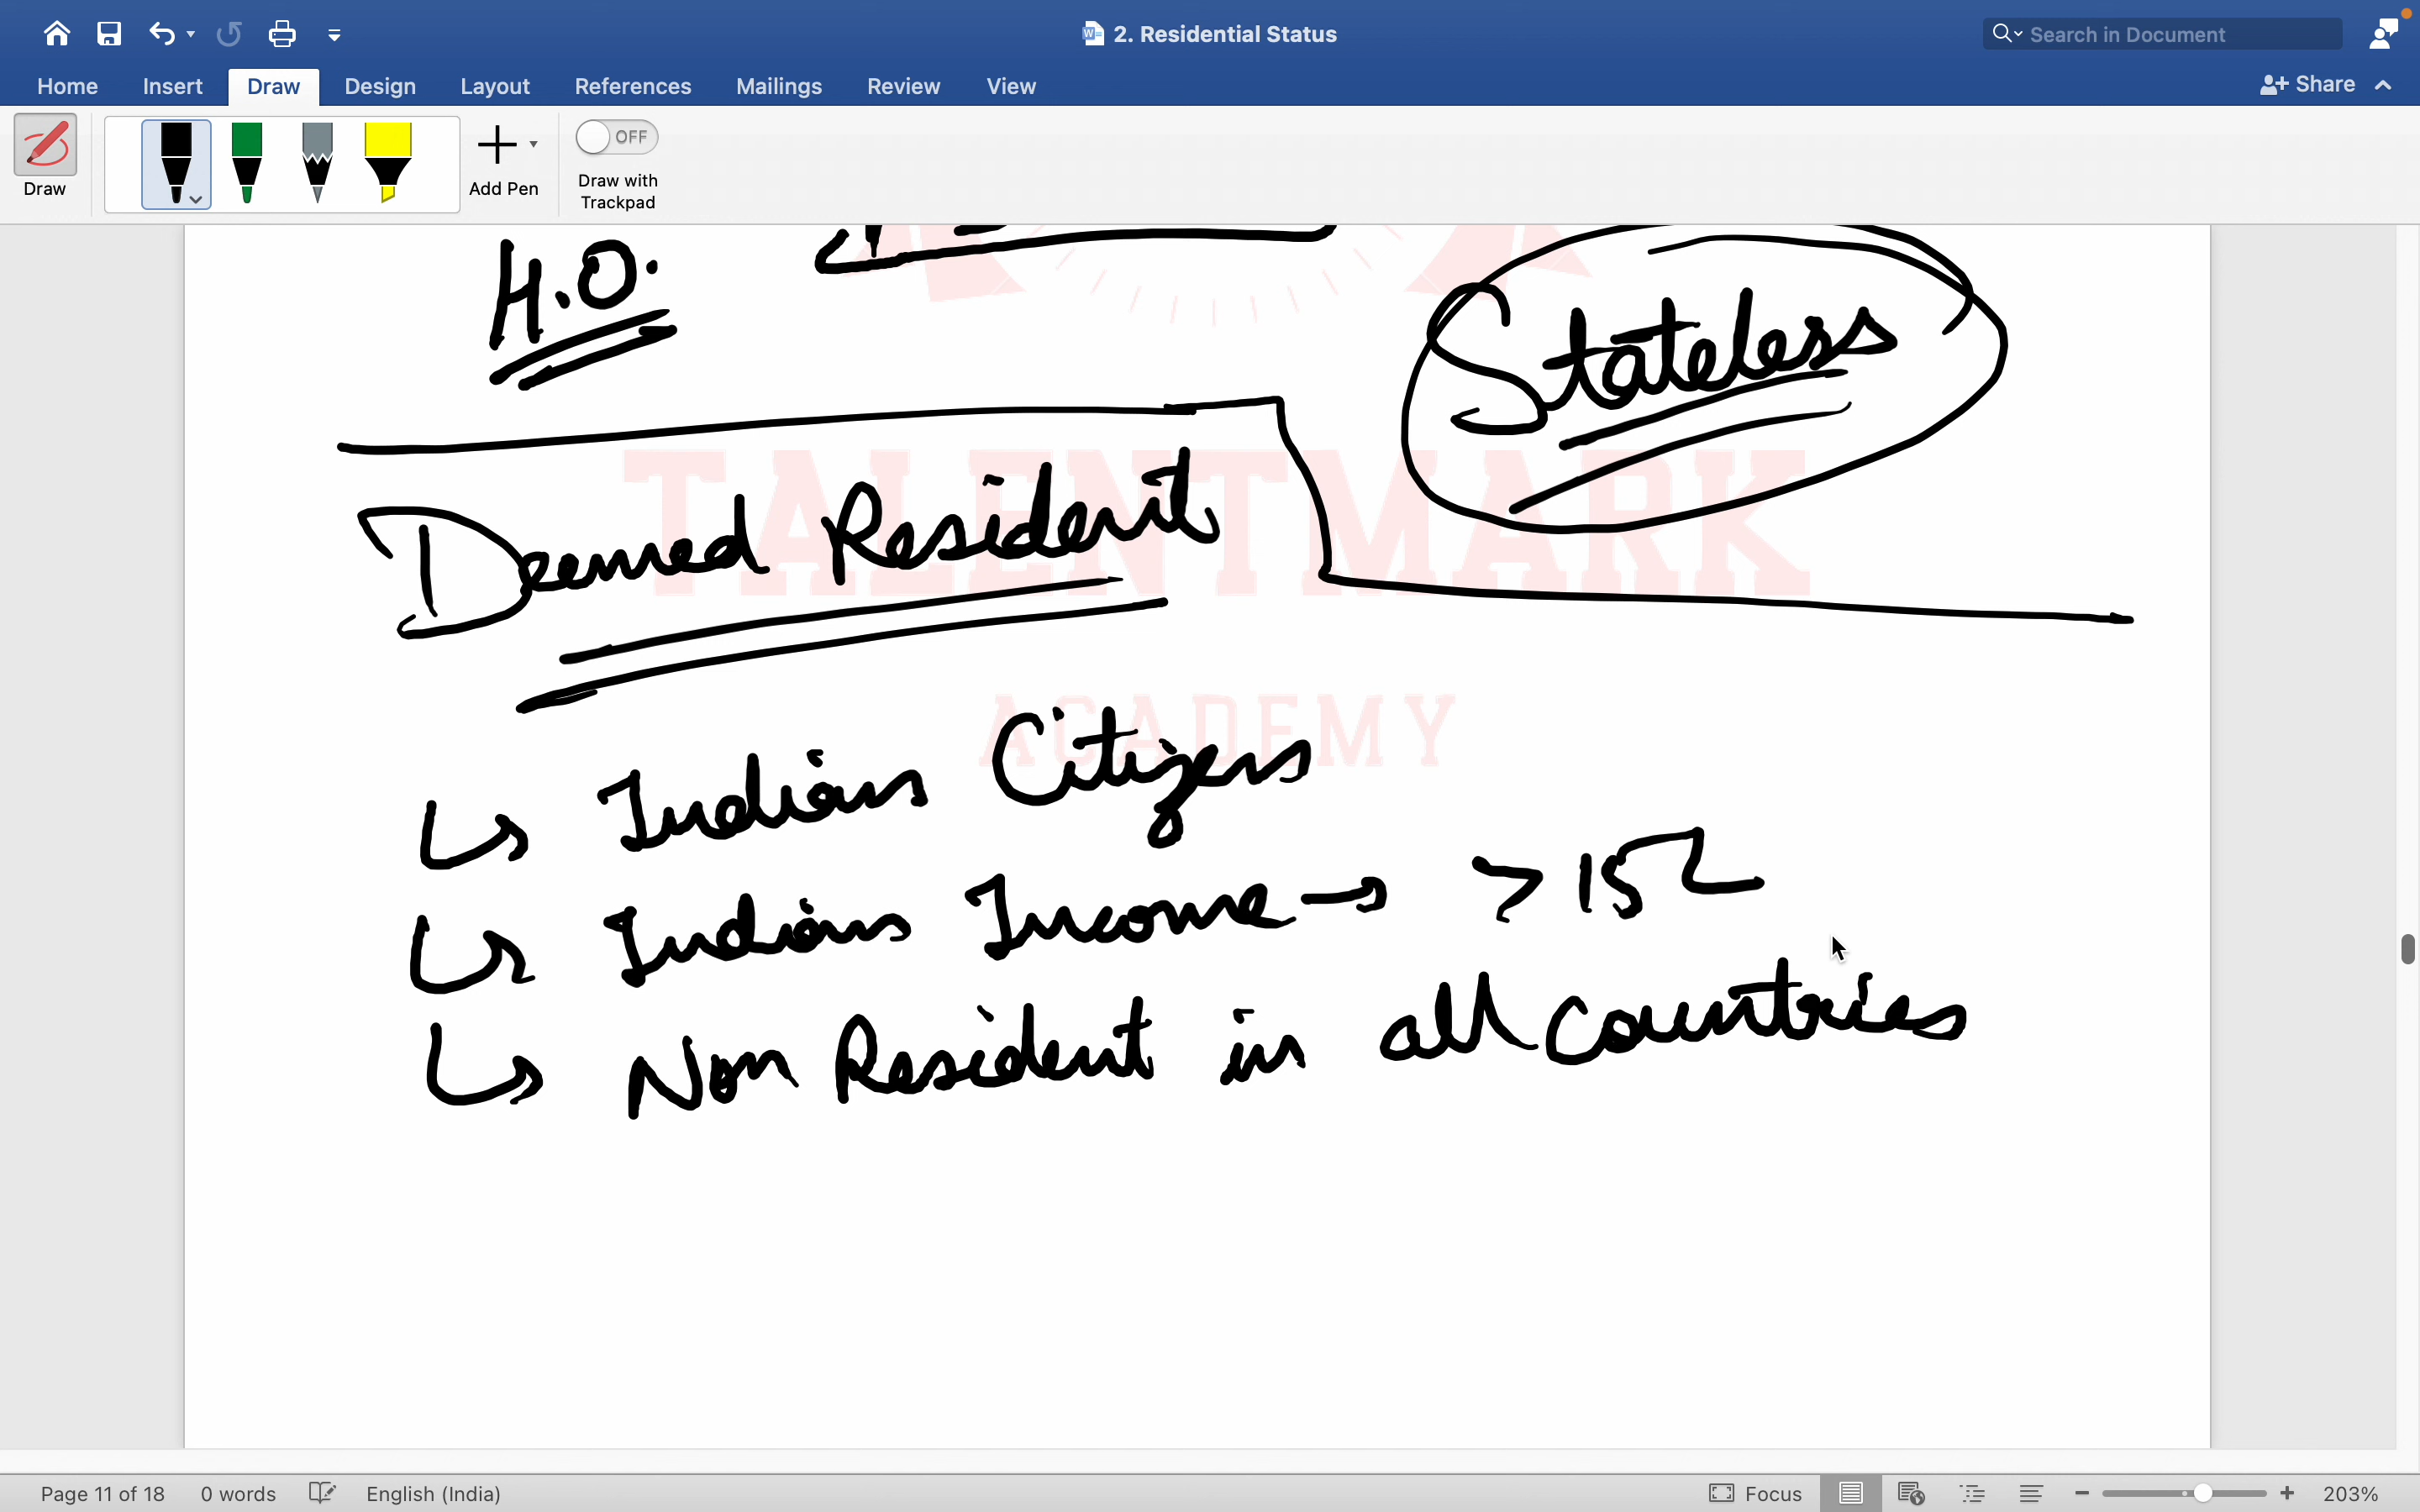 2. Residential Status
Search in Document
Home Insert Draw Design Layout References Mailings Review View
Share
Draw
Add Pen
OFF
Draw with
Trackpad
H.O.
Stateless
TALENTMARK
Deemed Resident
ACADEMY
Indian Citizen
Indian Income → > 15L
Non Resident in all countries
Page 11 of 18 0 words English (India) Focus 203%